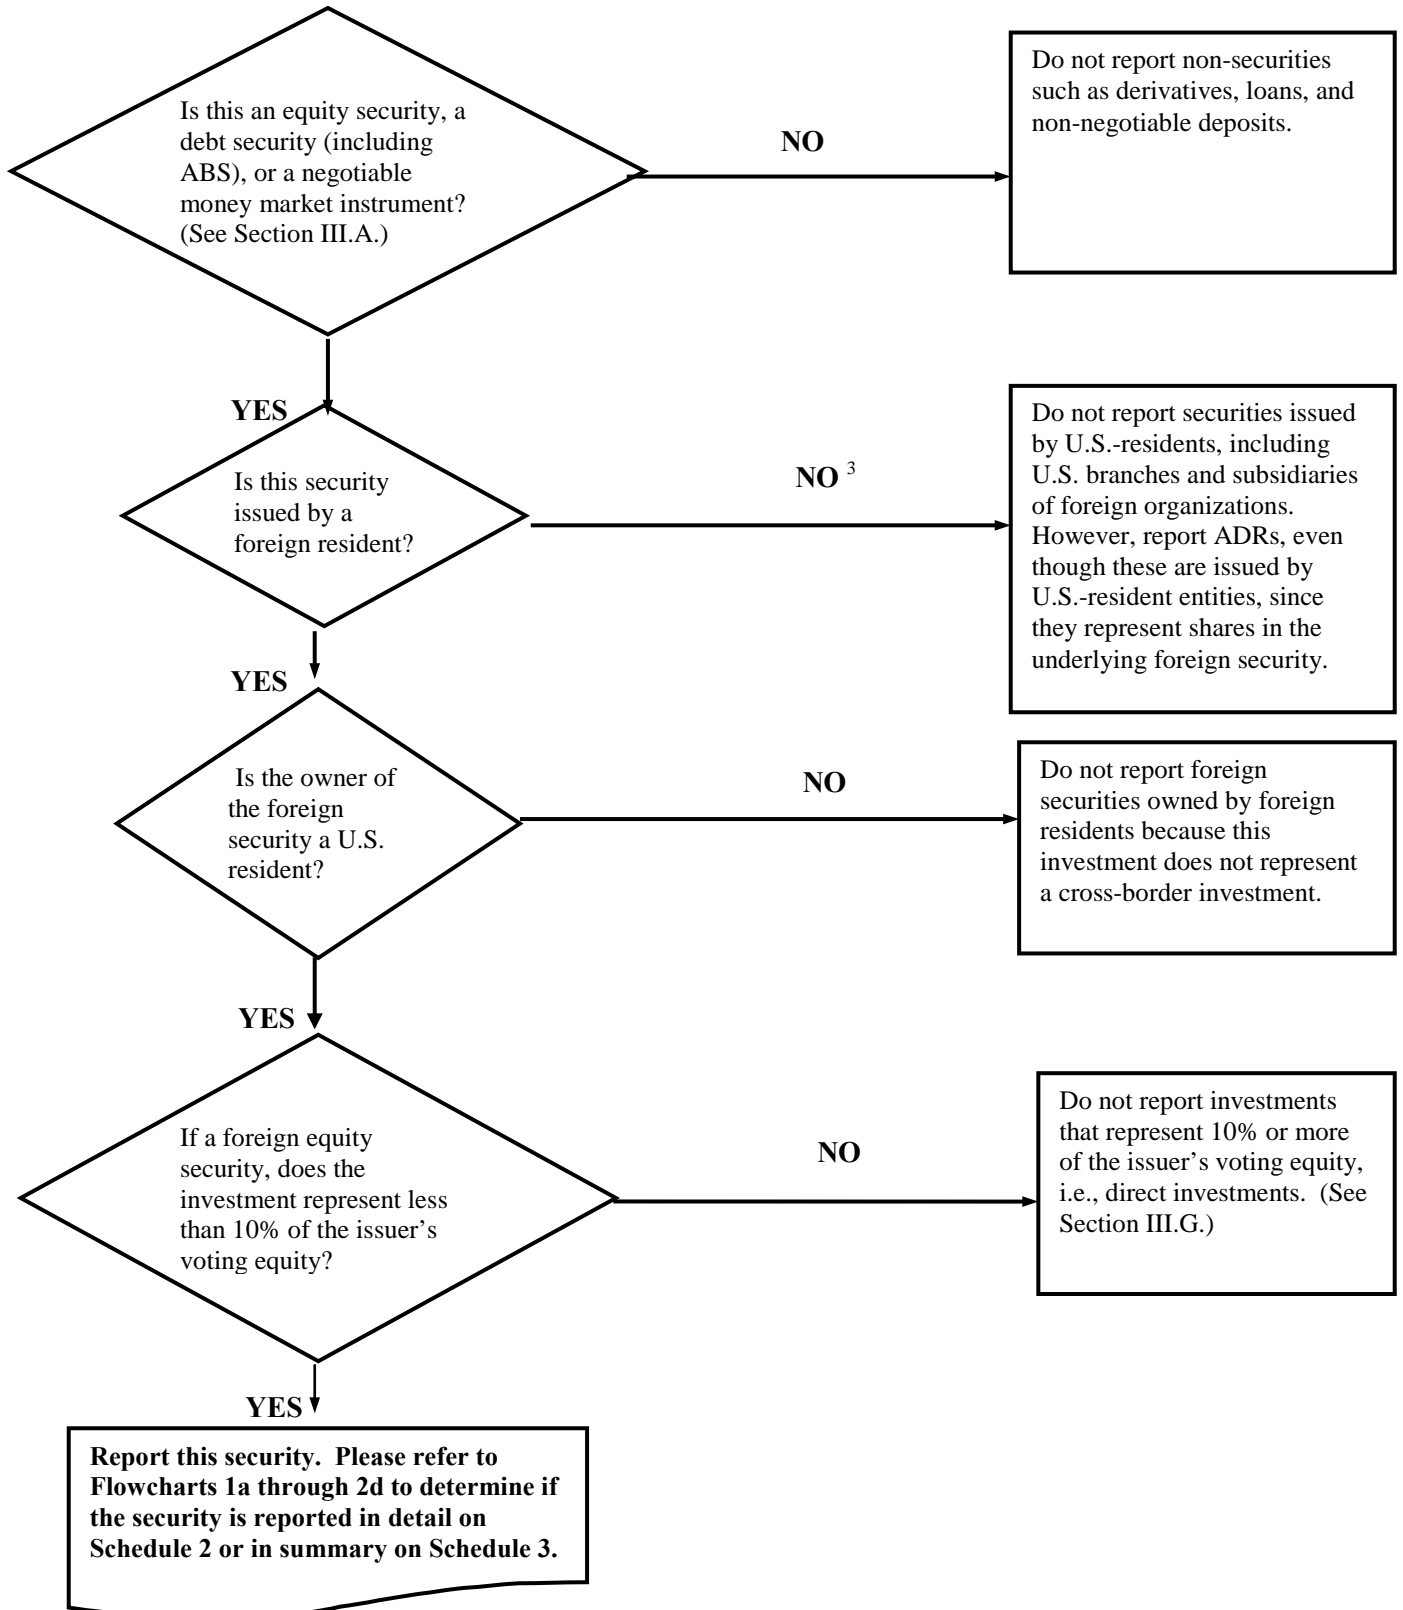 Is this an equity security, a
debt security (including
ABS), or a negotiable
money market instrument?
(See Section III.A.)
NO
Do not report non-securities
such as derivatives, loans, and
non-negotiable deposits.
YES
Is this security
issued by a
foreign resident?
NO 3
Do not report securities issued
by U.S.-residents, including
U.S. branches and subsidiaries
of foreign organizations.
However, report ADRs, even
though these are issued by
U.S.-resident entities, since
they represent shares in the
underlying foreign security.
YES
Is the owner of
the foreign
security a U.S.
resident?
NO
Do not report foreign
securities owned by foreign
residents because this
investment does not represent
a cross-border investment.
YES
If a foreign equity
security, does the
investment represent less
than 10% of the issuer’s
voting equity?
NO
Do not report investments
that represent 10% or more
of the issuer’s voting equity,
i.e., direct investments.  (See
Section III.G.)
YES
Report this security.  Please refer to
Flowcharts 1a through 2d to determine if
the security is reported in detail on
Schedule 2 or in summary on Schedule 3.